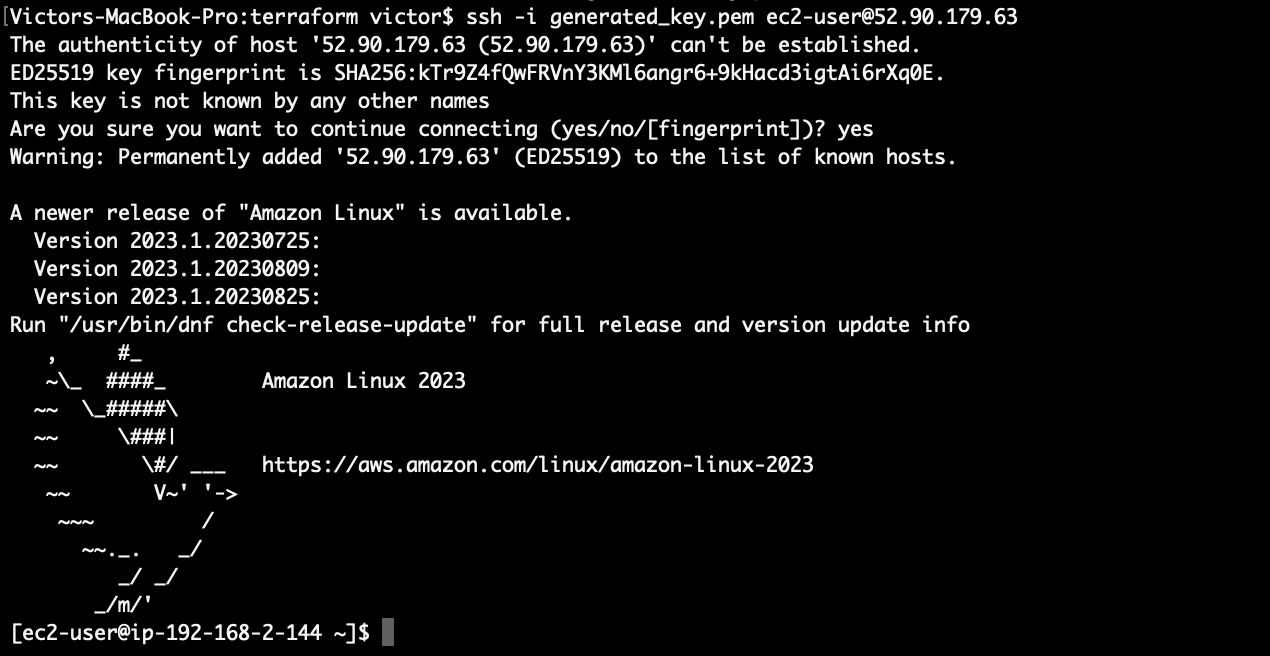 [Victors-MacBook-Pro:terraform victor$ ssh -i generated_key.pem ec2-user@52.90.179.63
The authenticity of host '52.90.179.63 (52.90.179.63)' can't be established.
ED25519 key fingerprint is SHA256:kTr9Z4fQwFRVnY3KMl6angr6+9kHacd3igtAi6rXq0E.
This key is not known by any other names
Are you sure you want to continue connecting (yes/no/[fingerprint])? yes
Warning: Permanently added '52.90.179.63' (ED25519) to the list of known hosts.

A newer release of "Amazon Linux" is available.
  Version 2023.1.20230725:
  Version 2023.1.20230809:
  Version 2023.1.20230825:
Run "/usr/bin/dnf check-release-update" for full release and version update info
   ,     #_
   ~\_  ####_        Amazon Linux 2023
  ~~  \_#####\
  ~~     \###|
  ~~       \#/ ___   https://aws.amazon.com/linux/amazon-linux-2023
   ~~       V~' '->
    ~~~         /
      ~~._.   _/
         _/ _/
       _/m/'
[ec2-user@ip-192-168-2-144 ~]$